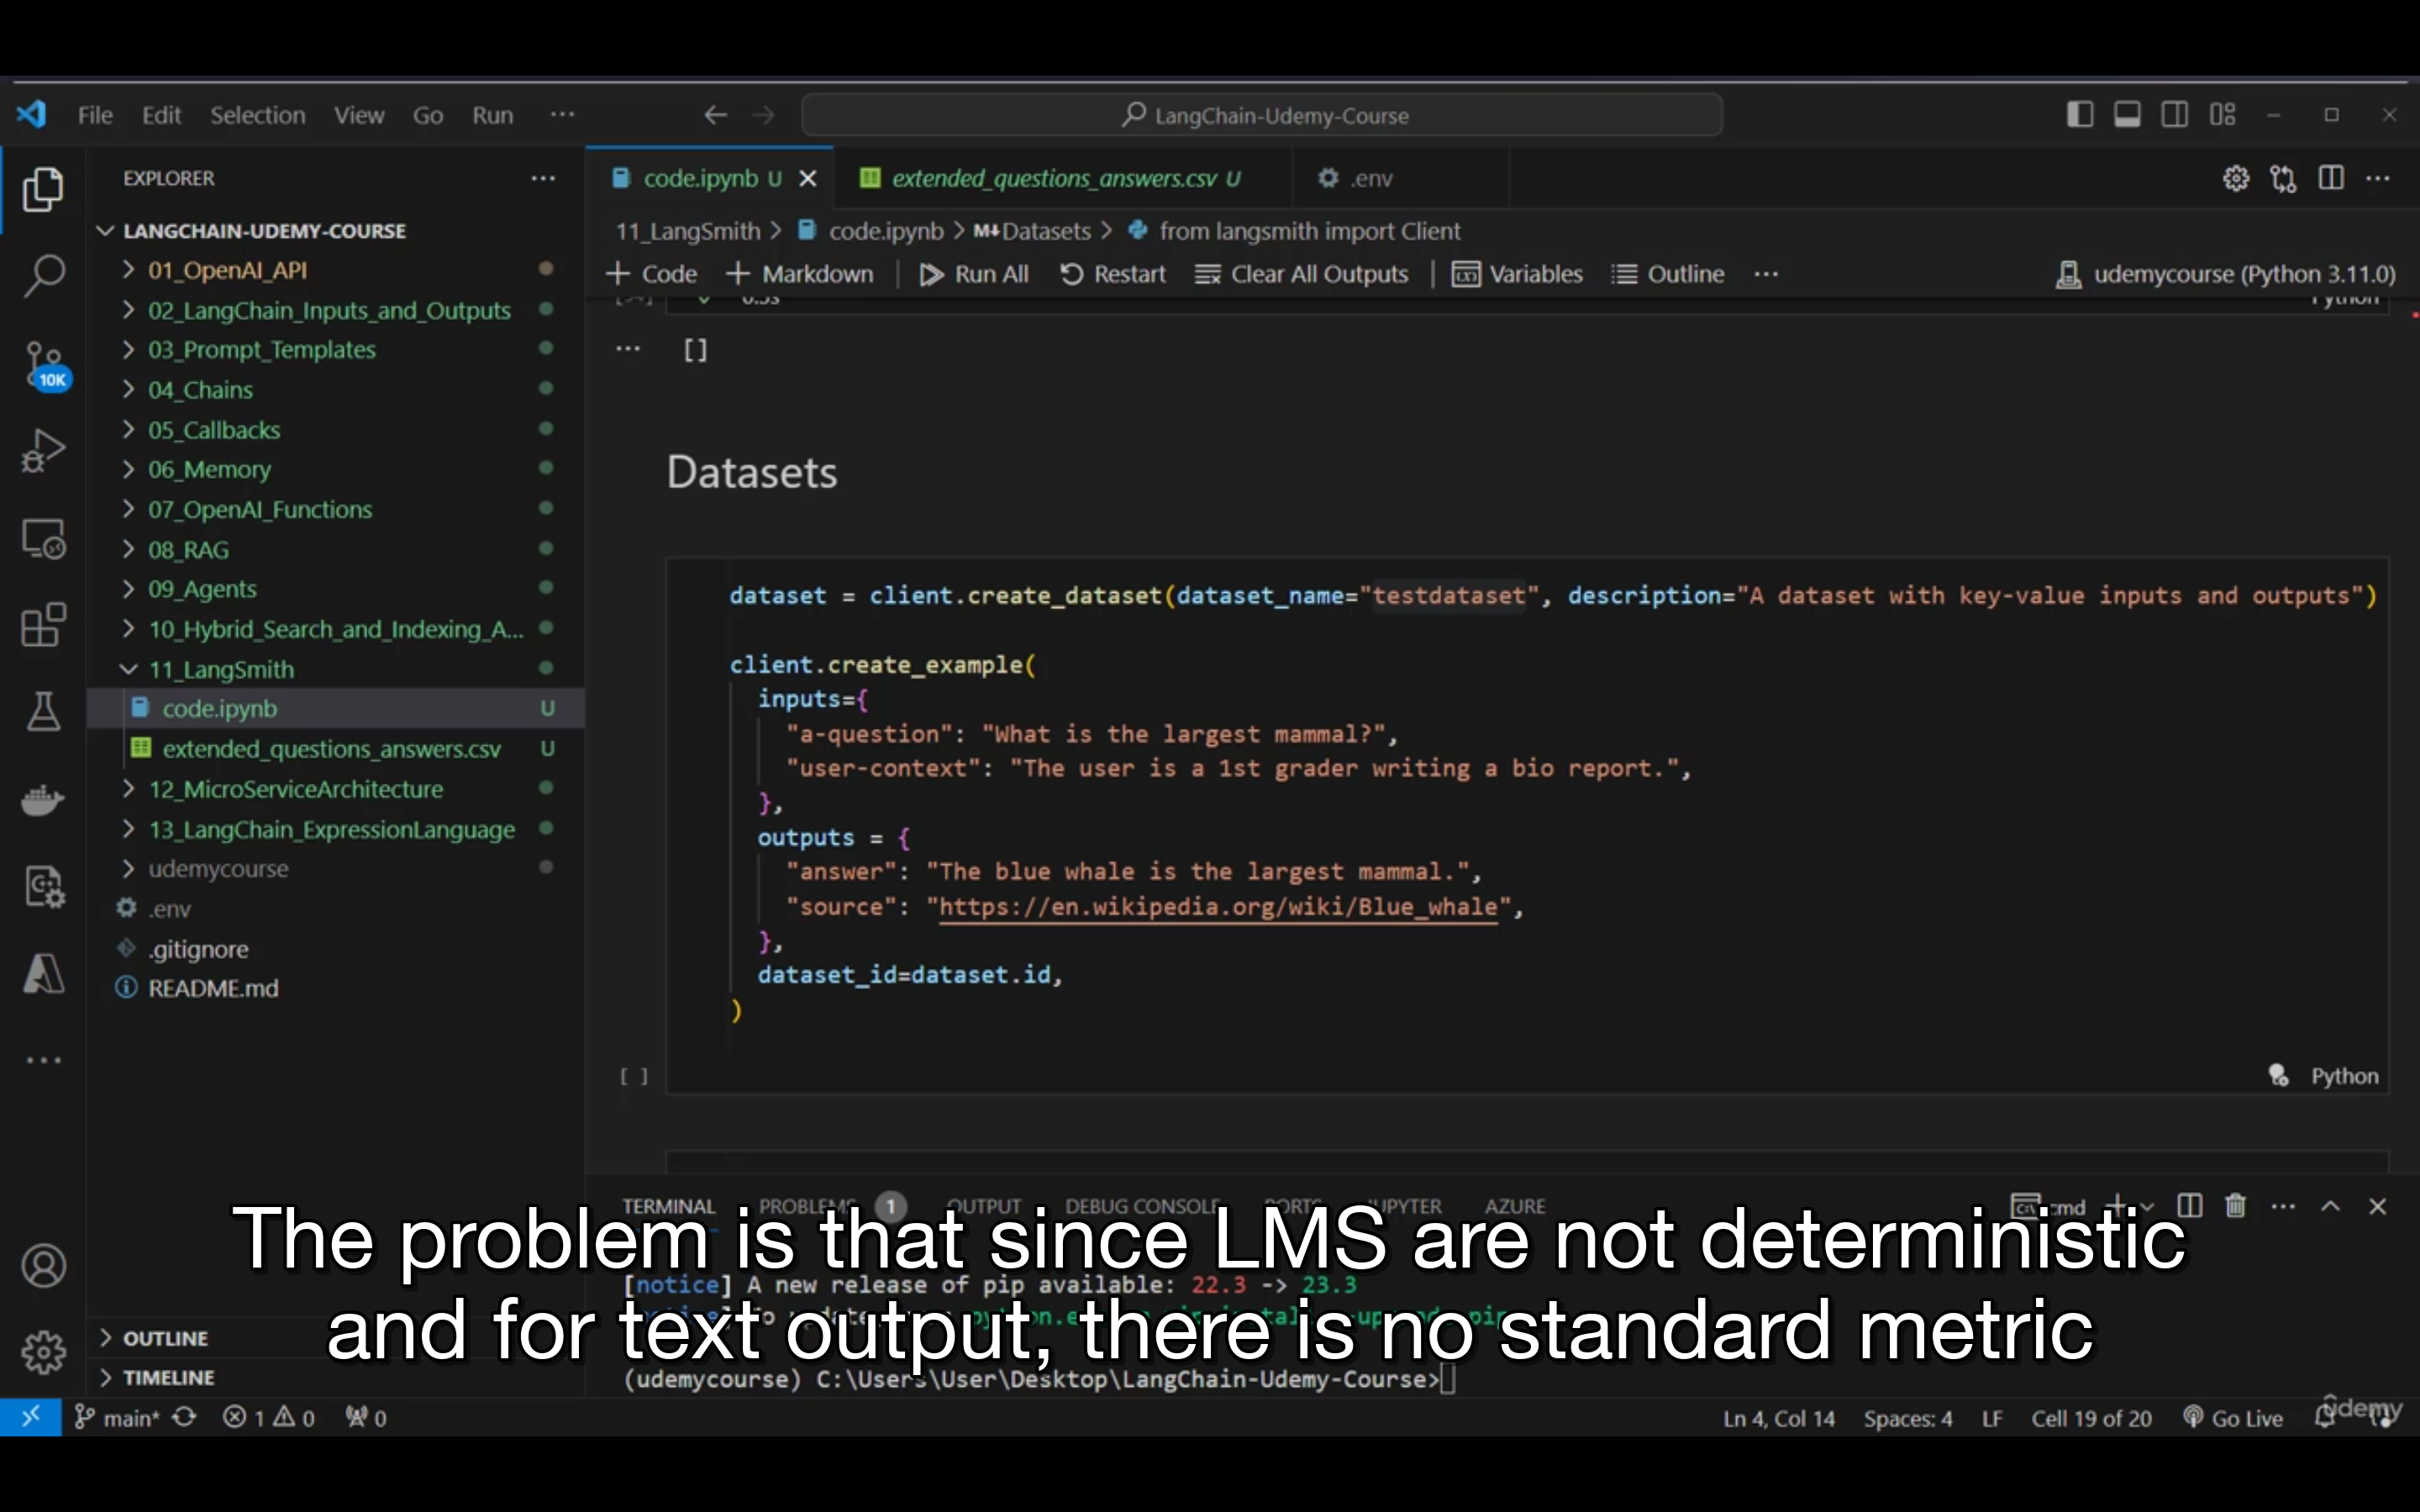 File Edit Selection View Go Run ··· LangChain-Udemy-Course
EXPLORER ···
LANGCHAIN-UDEMY-COURSE
01_OpenAI_API
02_LangChain_Inputs_and_Outputs
03_Prompt_Templates
04_Chains
05_Callbacks
06_Memory
07_OpenAI_Functions
08_RAG
09_Agents
10_Hybrid_Search_and_Indexing_A...
11_LangSmith
code.ipynb U
extended_questions_answers.csv U
12_MicroServiceArchitecture
13_LangChain_ExpressionLanguage
udemycourse
.env
.gitignore
README.md
OUTLINE
TIMELINE
10K
code.ipynb U extended_questions_answers.csv U .env
11_LangSmith > code.ipynb > M↓Datasets > from langsmith import Client
+ Code + Markdown | Run All Restart Clear All Outputs | Variables Outline ··· udemycourse (Python 3.11.0)
0.5s Python
··· []
Datasets
dataset = client.create_dataset(dataset_name="testdataset", description="A dataset with key-value inputs and outputs")
client.create_example(
inputs={
"a-question": "What is the largest mammal?",
"user-context": "The user is a 1st grader writing a bio report.",
},
outputs = {
"answer": "The blue whale is the largest mammal.",
"source": "https://en.wikipedia.org/wiki/Blue_whale",
},
dataset_id=dataset.id,
)
[ ] Python
TERMINAL PROBLEMS 1 OUTPUT DEBUG CONSOLE PORTS JUPYTER AZURE cmd
The problem is that since LMS are not deterministic
[notice] A new release of pip available: 22.3 -> 23.3
and for text output, there is no standard metric
(udemycourse) C:\Users\User\Desktop\LangChain-Udemy-Course>
main* 1 0 0 Ln 4, Col 14 Spaces: 4 LF Cell 19 of 20 Go Live
udemy